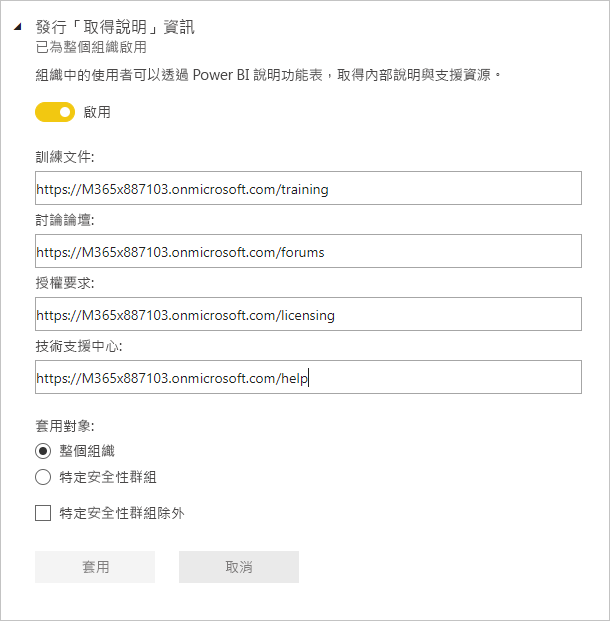 發行「取得說明」資訊
已為整個組織啟用
組織中的使用者可以透過 Power BI 說明功能表，取得內部說明與支援資源。
啟用
訓練文件:
https://M365x887103.onmicrosoft.com/training
討論論壇:
https://M365x887103.onmicrosoft.com/forums
授權要求:
https://M365x887103.onmicrosoft.com/licensing
技術支援中心:
https://M365x887103.onmicrosoft.com/help
套用對象:
整個組織
特定安全性群組
特定安全性群組除外
套用
取消